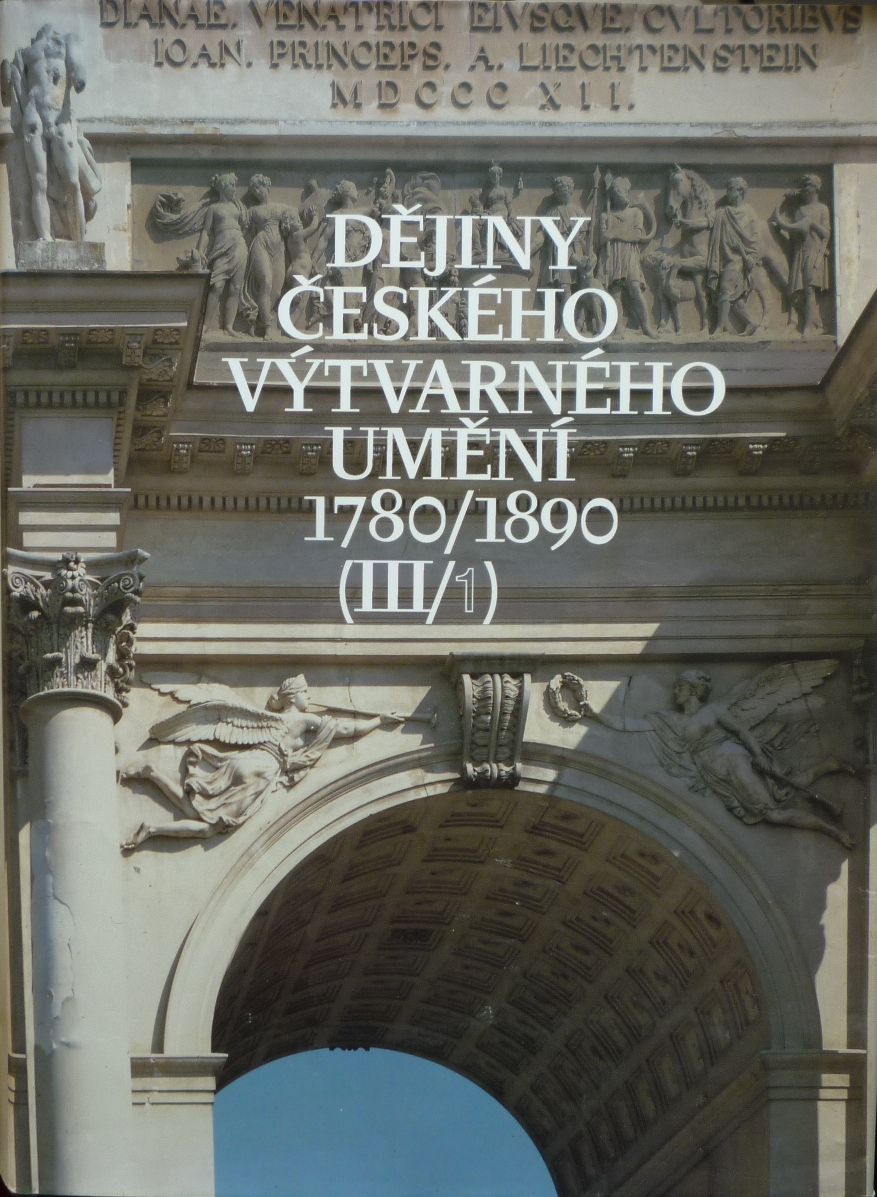 DIANAE. VENATRICI EIVSQVE. CVLTORIBVS
IOAN. PRINCEPS. A. LIECHTENSTEIN
MDCCCXII.
DĚJINY
ČESKÉHO
VÝTVARNÉHO
UMĚNÍ
1780/1890
(III/1)